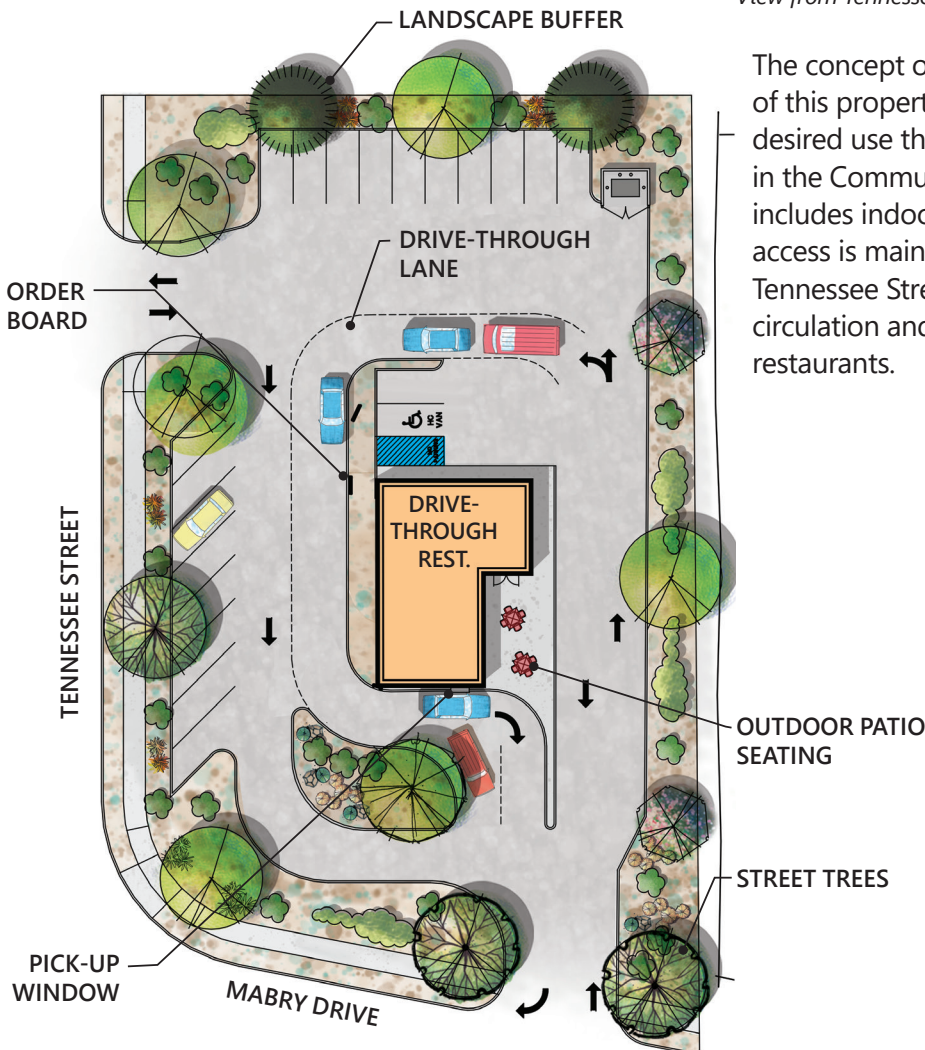 View from Tennesse
LANDSCAPE BUFFER
The concept o
of this propert
desired use th
in the Commu
includes indoo
access is main
Tennessee Stre
circulation and
restaurants.
DRIVE-THROUGH
LANE
ORDER
BOARD
HC
VAN
DRIVE-
THROUGH
REST.
TENNESSEE STREET
OUTDOOR PATIO
SEATING
STREET TREES
PICK-UP
WINDOW
MABRY DRIVE